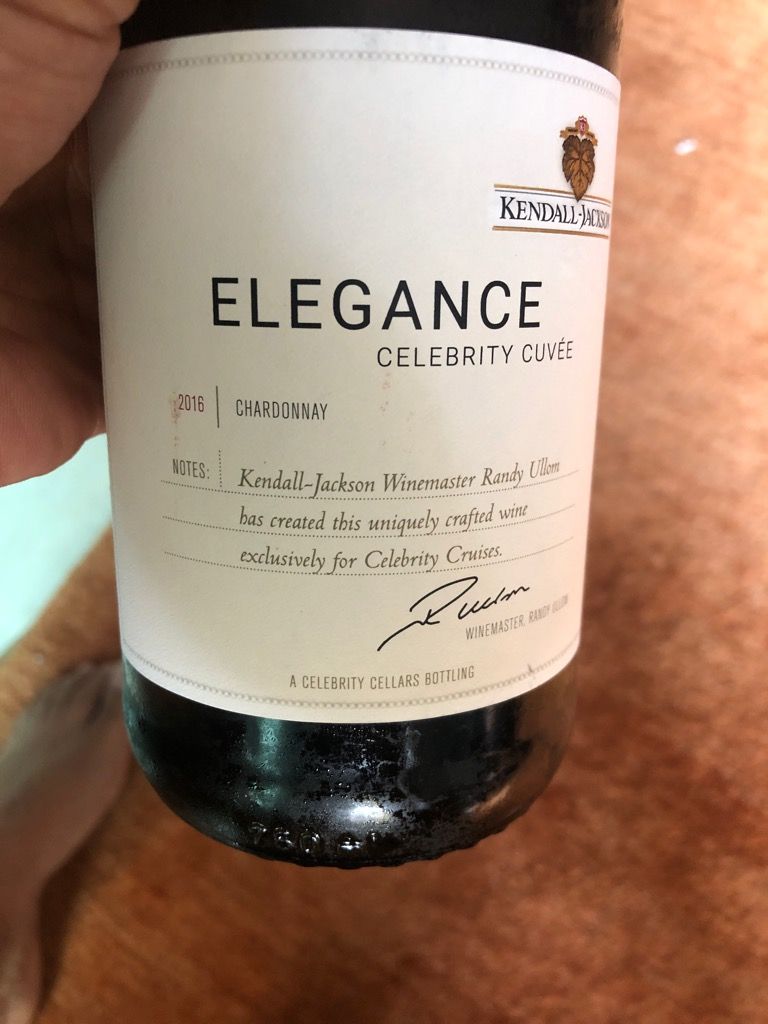 KENDALL-JACKSON
ELEGANCE
CELEBRITY CUVÉE
2016 | CHARDONNAY
NOTES: Kendall-Jackson Winemaster Randy Ullom
has created this uniquely crafted wine
exclusively for Celebrity Cruises.
WINEMASTER, RANDY ULLOM
A CELEBRITY CELLARS BOTTLING